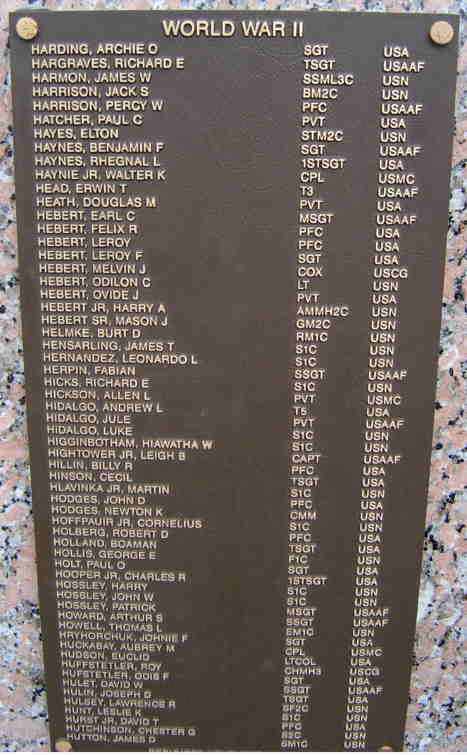 WORLD WAR II
HARDING, ARCHIE O SGT USA
HARGRAVES, RICHARD E TSGT USAAF
HARMON, JAMES W SSML3C USN
HARRISON, JACK S BM2C USN
HARRISON, PERCY W PFC USAAF
HATCHER, PAUL C PVT USA
HAYES, ELTON STM2C USN
HAYNES, BENJAMIN F SGT USAAF
HAYNES, RHEGNAL L 1STSGT USA
HAYNIE JR, WALTER K CPL USMC
HEAD, ERWIN T T3 USAAF
HEATH, DOUGLAS M PVT USA
HEBERT, EARL C MSGT USAAF
HEBERT, FELIX R PFC USA
HEBERT, LEROY PFC USA
HEBERT, LEROY F SGT USA
HEBERT, MELVIN J COX USCG
HEBERT, ODILON C LT USN
HEBERT, OVIDE J PVT USA
HEBERT JR, HARRY A AMMH2C USN
HEBERT SR, MASON J GM2C USN
HELMKE, BURT D RM1C USN
HENSARLING, JAMES T S1C USN
HERNANDEZ, LEONARDO L S1C USN
HERPIN, FABIAN SSGT USAAF
HICKS, RICHARD E S1C USN
HICKSON, ALLEN L PVT USMC
HIDALGO, ANDREW L T5 USA
HIDALGO, JULE PVT USAAF
HIDALGO, LUKE S1C USN
HIGGINBOTHAM, HIAWATHA W S1C USN
HIGHTOWER JR, LEIGH B CAPT USAAF
HILLIN, BILLY R PFC USA
HINSON, CECIL TSGT USA
HLAVINKA JR, MARTIN S1C USN
HODGES, JOHN D PFC USA
HODGES, NEWTON K CMM USN
HOFFPAUIR JR, CORNELIUS S1C USN
HOLBERG, ROBERT D PFC USA
HOLLAND, BOAMAN TSGT USA
HOLLIS, GEORGE E F1C USN
HOLT, PAUL O SGT USA
HOOPER JR, CHARLES R 1STSGT USA
HOSSLEY, HARRY S1C USN
HOSSLEY, JOHN W S1C USN
HOSSLEY, PATRICK MSGT USAAF
HOWARD, ARTHUR S SSGT USAAF
HOWELL, THOMAS L EM1C USN
HRYHORCHUK, JOHNIE F SGT USA
HUCKABAY, AUBREY M CPL USMC
HUDSON, EUCLID LTCOL USA
HUFFSTETLER, ROY CHMH3 USCG
HUFSTETLER, ODIS F SGT USA
HULET, DAVID W SSGT USAAF
HULIN, JOSEPH D TSGT USA
HULSEY, LAWRENCE R SF2C USN
HUNT, LESLIE K S1C USN
HURST JR, DAVID T PFC USA
HUTCHINSON, CHESTER G S2C USN
HUTTON, JAMES D SM1C USN